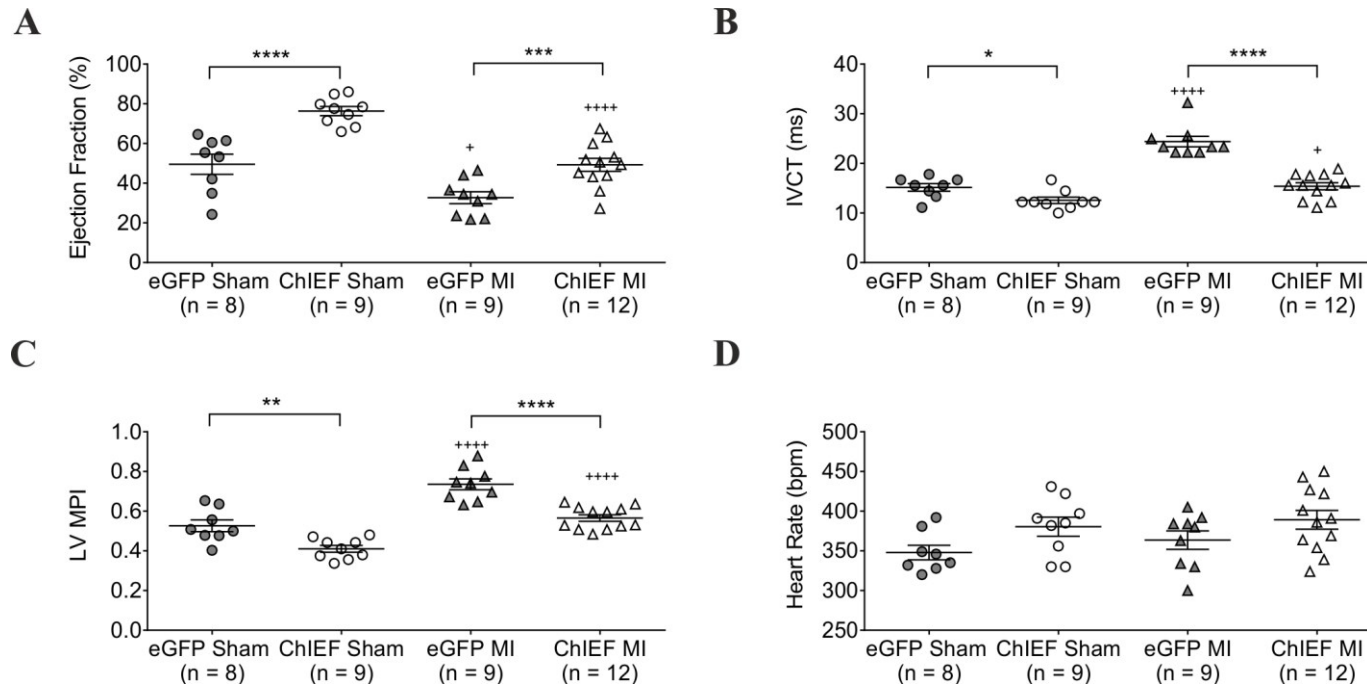 A
Ejection Fraction (%)
100
80
60
40
20
0
****
***
+
++++
eGFP Sham
(n = 8)
ChIEF Sham
(n = 9)
eGFP MI
(n = 9)
ChIEF MI
(n = 12)
B
IVCT (ms)
40
30
20
10
0
*
****
++++
+
eGFP Sham
(n = 8)
ChIEF Sham
(n = 9)
eGFP MI
(n = 9)
ChIEF MI
(n = 12)
C
LV MPI
1.0
0.8
0.6
0.4
0.2
0.0
**
****
++++
++++
eGFP Sham
(n = 8)
ChIEF Sham
(n = 9)
eGFP MI
(n = 9)
ChIEF MI
(n = 12)
D
Heart Rate (bpm)
500
450
400
350
300
250
eGFP Sham
(n = 8)
ChIEF Sham
(n = 9)
eGFP MI
(n = 9)
ChIEF MI
(n = 12)